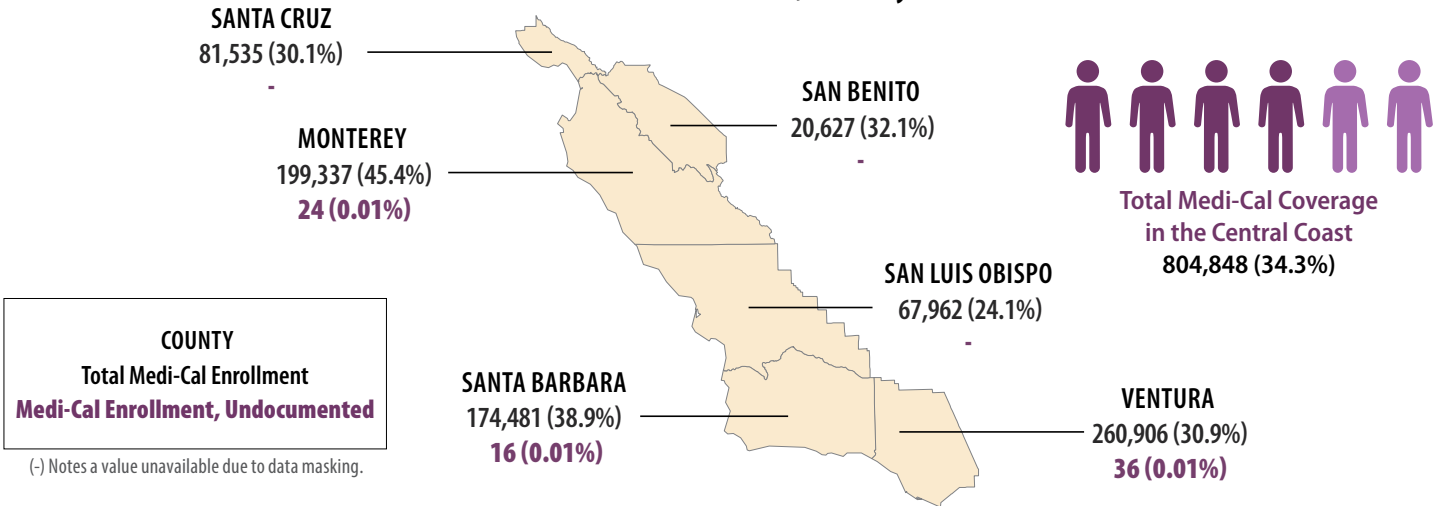 SANTA CRUZ
81,535 (30.1%)
-
SAN BENITO
20,627 (32.1%)
-
MONTEREY
199,337 (45.4%)
24 (0.01%)
Total Medi-Cal Coverage
in the Central Coast
804,848 (34.3%)
SAN LUIS OBISPO
67,962 (24.1%)
-
COUNTY
Total Medi-Cal Enrollment
Medi-Cal Enrollment, Undocumented
(-) Notes a value unavailable due to data masking.
SANTA BARBARA
174,481 (38.9%)
16 (0.01%)
VENTURA
260,906 (30.9%)
36 (0.01%)